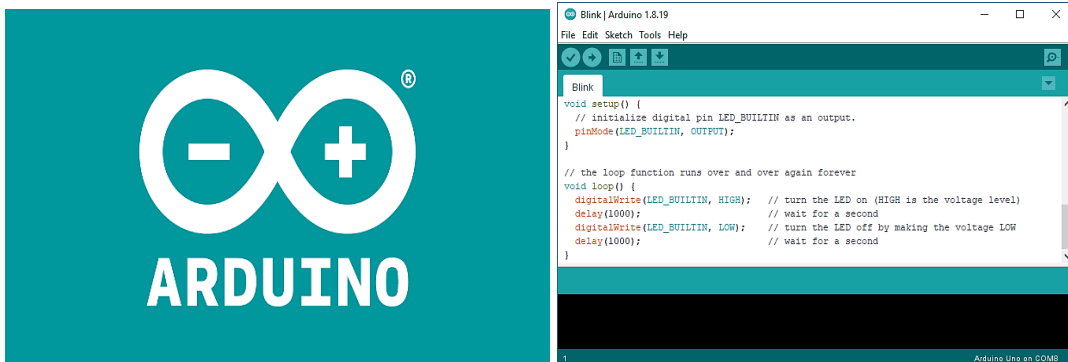 ®
ARDUINO
Blink | Arduino 1.8.19
File Edit Sketch Tools Help
Blink
void setup() {
  // initialize digital pin LED_BUILTIN as an output.
  pinMode(LED_BUILTIN, OUTPUT);
}

// the loop function runs over and over again forever
void loop() {
  digitalWrite(LED_BUILTIN, HIGH);   // turn the LED on (HIGH is the voltage level)
  delay(1000);                       // wait for a second
  digitalWrite(LED_BUILTIN, LOW);    // turn the LED off by making the voltage LOW
  delay(1000);                       // wait for a second
}
1
Arduino Uno on COM8